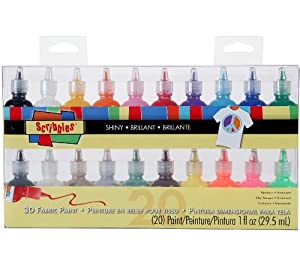 Scribbles
SHINY • BRILLANT • BRILLANTE
20
3D FABRIC PAINT • PEINTURE EN RELIEF POUR TISSU • PINTURA DIMENSIONAL PARA TELA
(20) Paint/Peinture/Pintura 1 fl oz (29.5 mL)